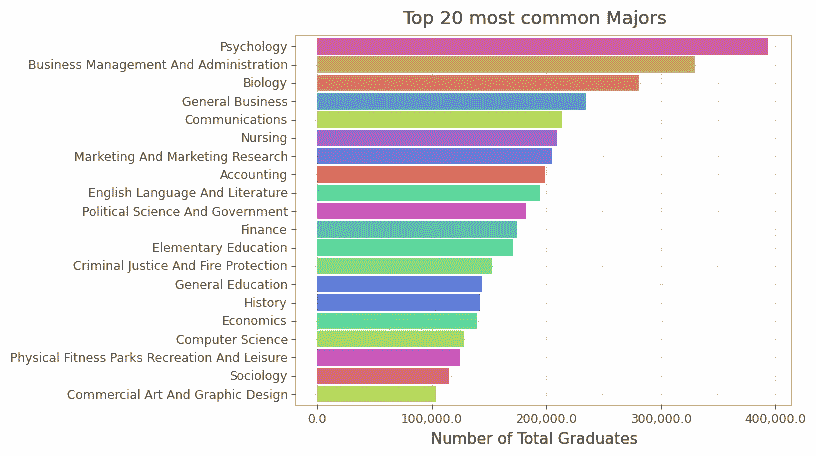 Top 20 most common Majors
Psychology
Business Management And Administration
Biology
General Business
Communications
Nursing
Marketing And Marketing Research
Accounting
English Language And Literature
Political Science And Government
Finance
Elementary Education
Criminal Justice And Fire Protection
General Education
History
Economics
Computer Science
Physical Fitness Parks Recreation And Leisure
Sociology
Commercial Art And Graphic Design
0.0 100,000.0 200,000.0 300,000.0 400,000.0
Number of Total Graduates